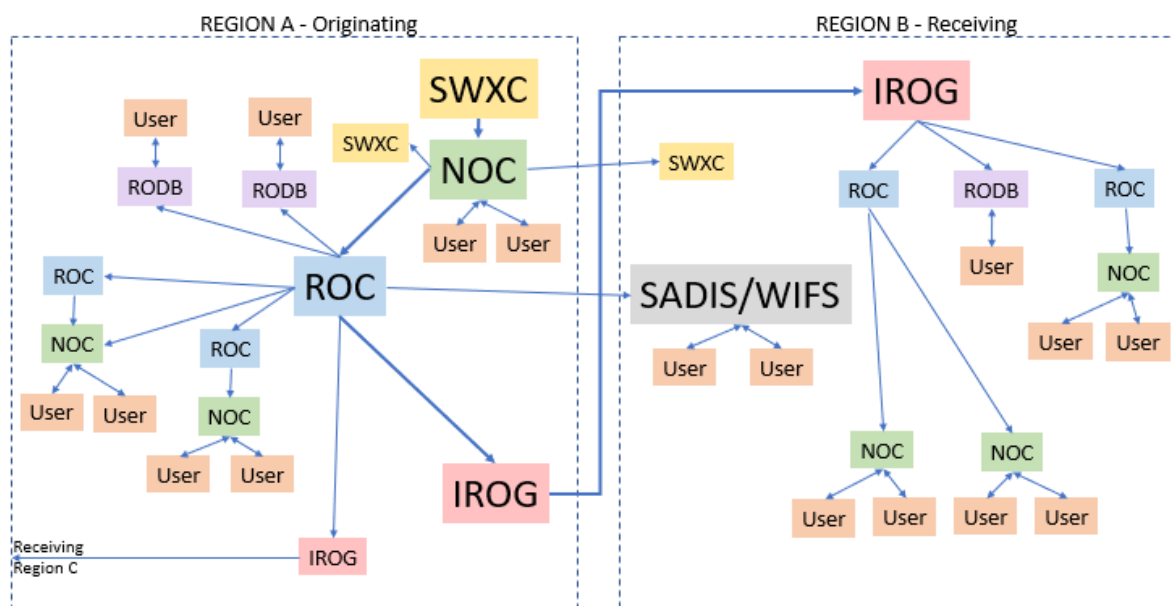 REGION A - Originating
REGION B - Receiving
SWXC
IROG
User
User
SWXC
NOC
SWXC
RODB
RODB
ROC
RODB
ROC
User
User
User
ROC
ROC
SADIS/WIFS
NOC
NOC
ROC
User
User
User
User
User
User
NOC
User
User
NOC
NOC
IROG
User
User
User
User
User
User
Receiving
Region C
IROG